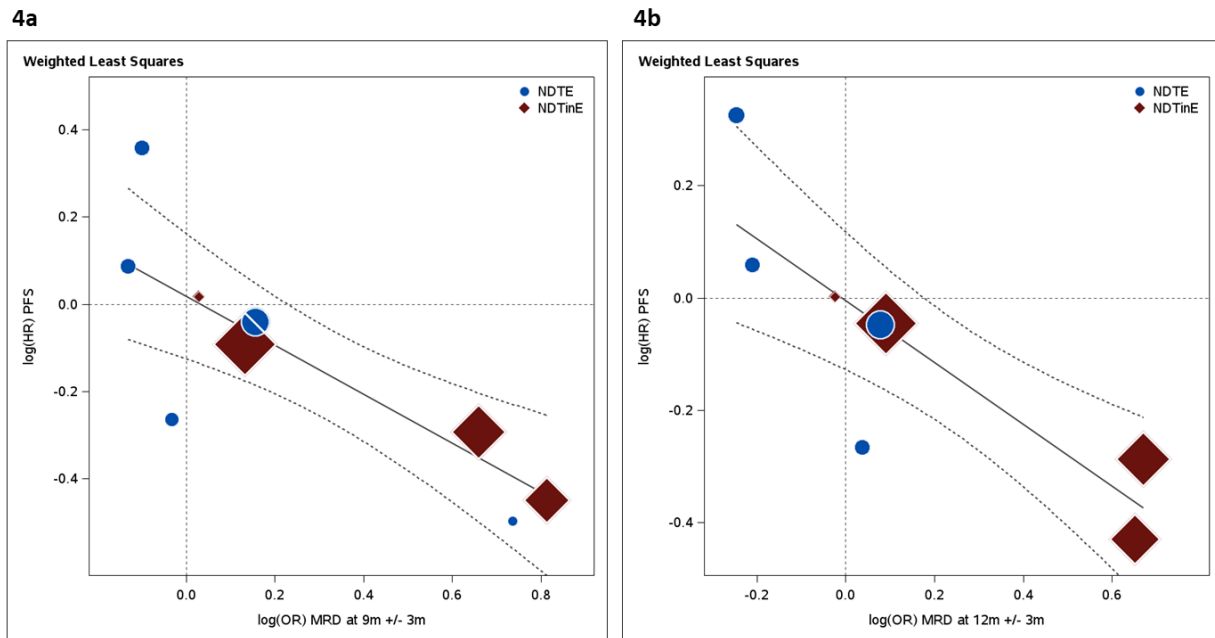 4a
Weighted Least Squares
NDTE
NDTinE
0.4
0.2
0.0
-0.2
-0.4
log(HR) PFS
0.0 0.2 0.4 0.6 0.8
log(OR) MRD at 9m +/- 3m
4b
Weighted Least Squares
NDTE
NDTinE
0.2
0.0
-0.2
-0.4
log(HR) PFS
-0.2 0.0 0.2 0.4 0.6
log(OR) MRD at 12m +/- 3m